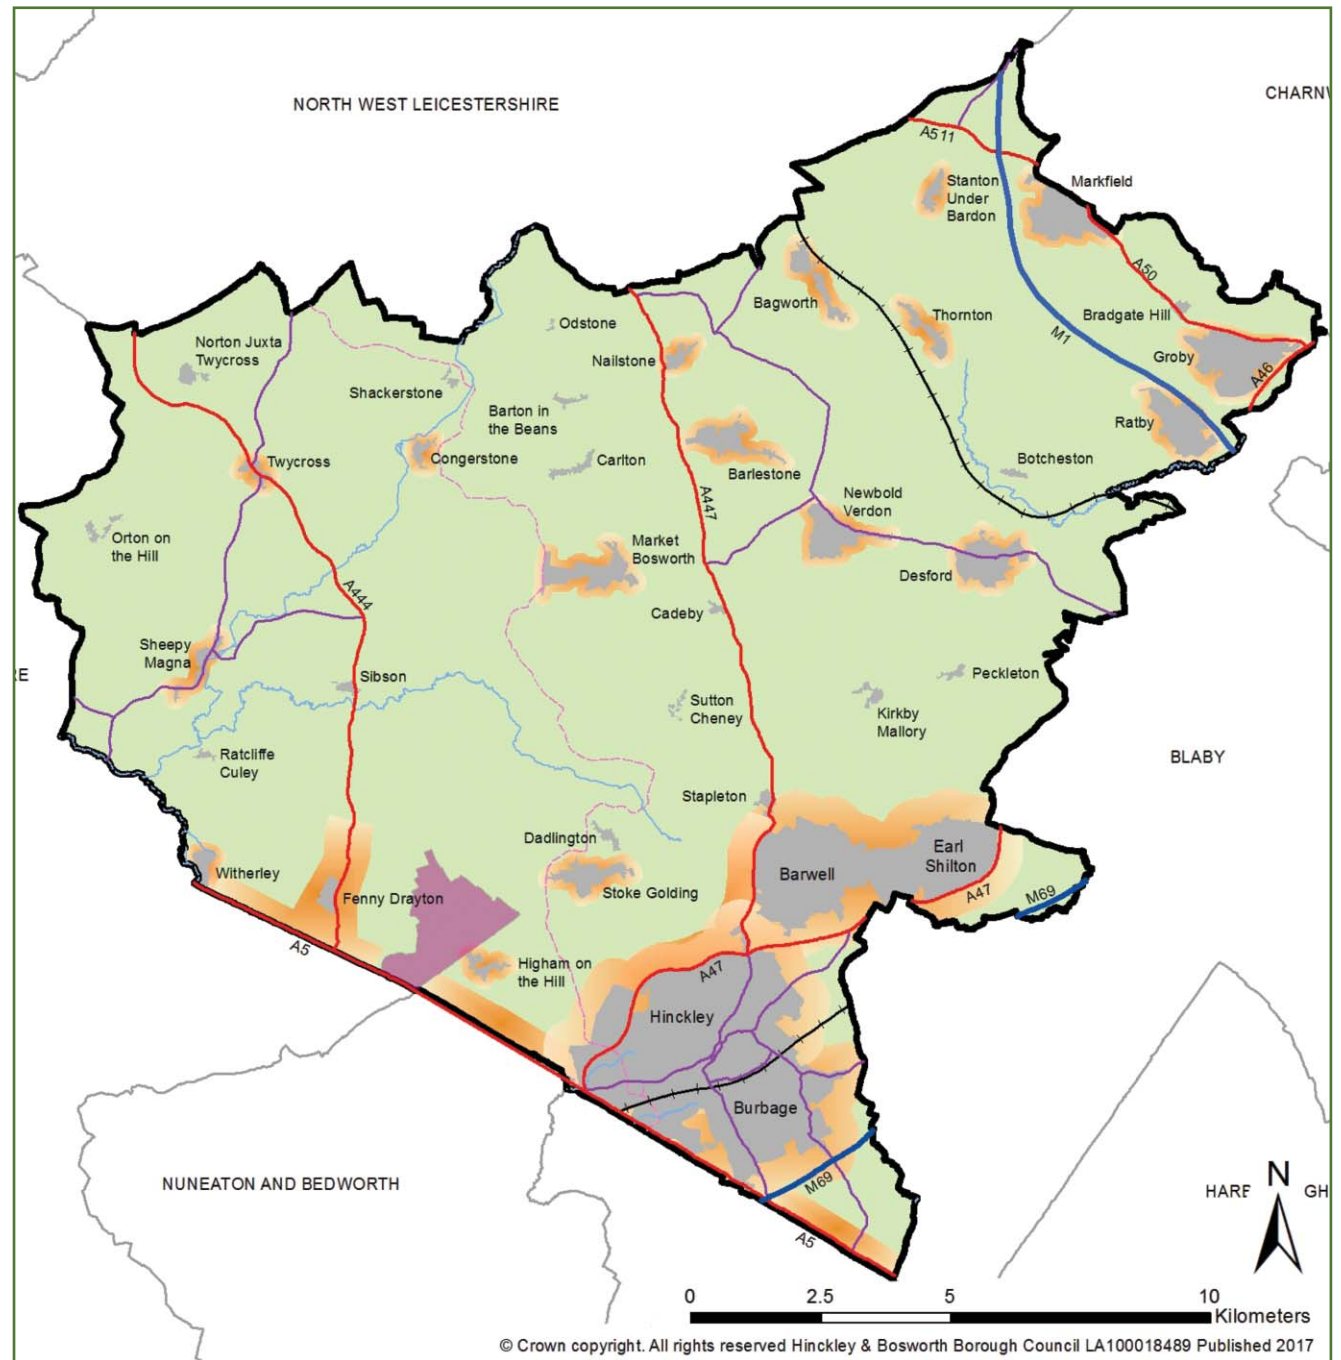 NORTH WEST LEICESTERSHIRE
CHARNW
A511
Stanton
Under
Bardon
Markfield
A50
Bagworth
Thornton
Bradgate Hill
M1
Groby
A46
Norton Juxta
Twycross
Odstone
Nailstone
Shackerstone
Barton in
the Beans
Ratby
Twycross
Congerstone
Carlton
Barlestone
Botcheston
A447
Newbold
Verdon
Orton on
the Hill
Market
Bosworth
Desford
A444
Cadeby
Sheepy
Magna
RE
Sibson
Peckleton
Sutton
Cheney
Kirkby
Mallory
Ratcliffe
Culey
BLABY
Stapleton
Dadlington
Earl
Shilton
Witherley
Barwell
Fenny Drayton
Stoke Golding
A47
M69
A5
Higham on
the Hill
A47
Hinckley
Burbage
NUNEATON AND BEDWORTH
M69
HARB
GH
N
A5
0
2.5
5
10
Kilometers
© Crown copyright. All rights reserved Hinckley & Bosworth Borough Council LA100018489 Published 2017